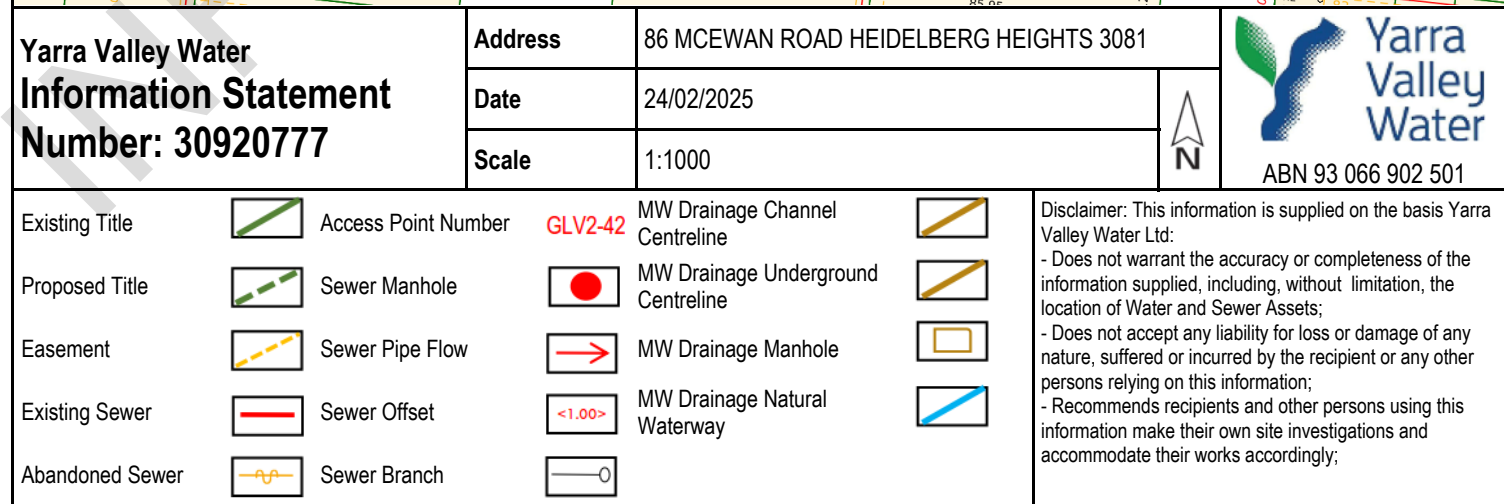 85.95
Yarra Valley Water
Information Statement
Number: 30920777
Address
86 MCEWAN ROAD HEIDELBERG HEIGHTS 3081
Date
24/02/2025
Scale
1:1000
N
Yarra
Valley
Water
ABN 93 066 902 501
Existing Title
Proposed Title
Easement
Existing Sewer
Abandoned Sewer
Access Point Number
GLV2-42
Sewer Manhole
Sewer Pipe Flow
Sewer Offset
<1.00>
Sewer Branch
MW Drainage Channel
Centreline
MW Drainage Underground
Centreline
MW Drainage Manhole
MW Drainage Natural
Waterway
Disclaimer: This information is supplied on the basis Yarra
Valley Water Ltd:
- Does not warrant the accuracy or completeness of the
information supplied, including, without limitation, the
location of Water and Sewer Assets;
- Does not accept any liability for loss or damage of any
nature, suffered or incurred by the recipient or any other
persons relying on this information;
- Recommends recipients and other persons using this
information make their own site investigations and
accommodate their works accordingly;